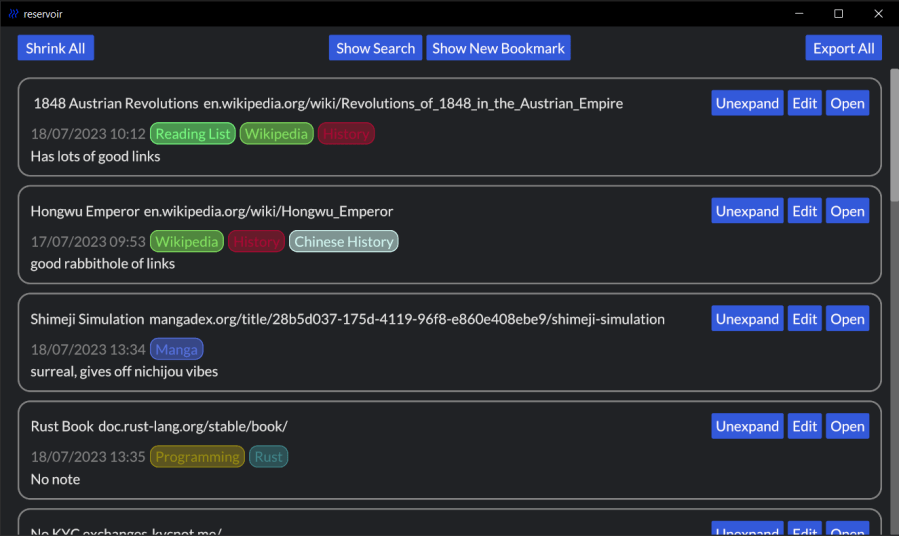 reservoir
Shrink All Show Search Show New Bookmark Export All
1848 Austrian Revolutions en.wikipedia.org/wiki/Revolutions_of_1848_in_the_Austrian_Empire Unexpand Edit Open
18/07/2023 10:12 Reading List Wikipedia History
Has lots of good links
Hongwu Emperor en.wikipedia.org/wiki/Hongwu_Emperor Unexpand Edit Open
17/07/2023 09:53 Wikipedia History Chinese History
good rabbithole of links
Shimeji Simulation mangadex.org/title/28b5d037-175d-4119-96f8-e860e408ebe9/shimeji-simulation Unexpand Edit Open
18/07/2023 13:34 Manga
surreal, gives off nichijou vibes
Rust Book doc.rust-lang.org/stable/book/ Unexpand Edit Open
18/07/2023 13:35 Programming Rust
No note
No KYC exchanges kycnot.me/ Unexpand Edit Open